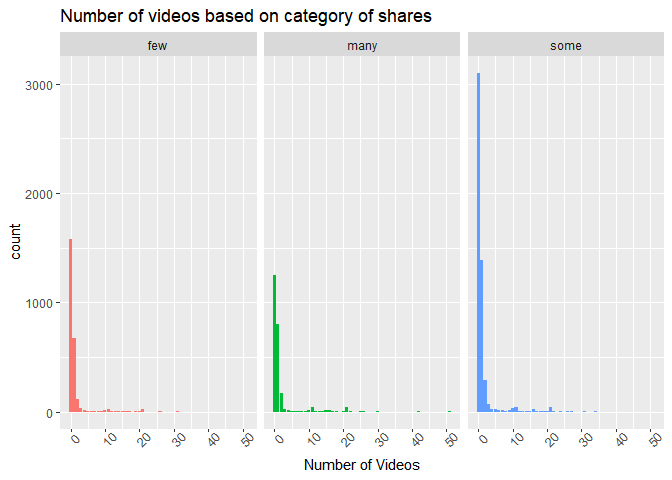 Number of videos based on category of shares
few many some
count
3000
2000
1000
0
0 10 20 30 40 50 0 10 20 30 40 50 0 10 20 30 40 50
Number of Videos